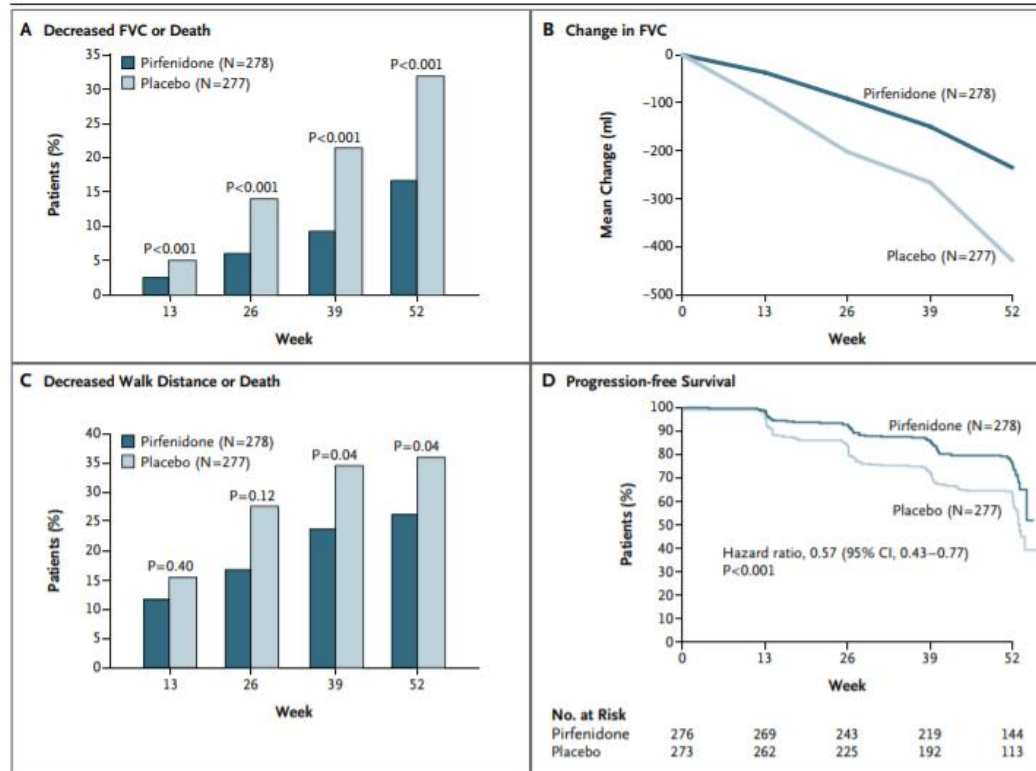 A Decreased FVC or Death
35
30
25
20
15
10
5
0
Patients (%)
Pirfenidone (N=278)
Placebo (N=277)
P<0.001
P<0.001
P<0.001
P<0.001
13 26 39 52
Week
B Change in FVC
0
−100
−200
−300
−400
−500
Mean Change (ml)
Pirfenidone (N=278)
Placebo (N=277)
0 13 26 39 52
Week
C Decreased Walk Distance or Death
40
35
30
25
20
15
10
5
0
Patients (%)
Pirfenidone (N=278)
Placebo (N=277)
P=0.40
P=0.12
P=0.04
P=0.04
13 26 39 52
Week
D Progression-free Survival
100
90
80
70
60
50
40
30
20
10
0
Patients (%)
Pirfenidone (N=278)
Placebo (N=277)
Hazard ratio, 0.57 (95% CI, 0.43–0.77)
P<0.001
0 13 26 39 52
Week
No. at Risk
Pirfenidone 276 269 243 219 144
Placebo 273 262 225 192 113